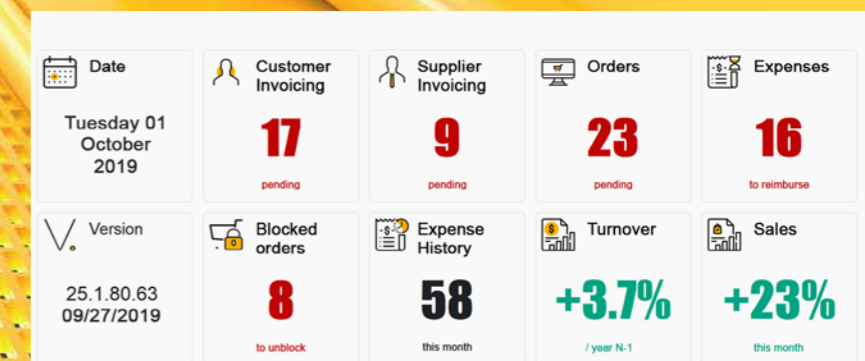 Date
Tuesday 01
October
2019
Customer
Invoicing
17
pending
Supplier
Invoicing
9
pending
Orders
23
pending
Expenses
16
to reimburse
Version
25.1.80.63
09/27/2019
Blocked
orders
8
to unblock
Expense
History
58
this month
Turnover
+3.7%
/ year N-1
Sales
+23%
this month